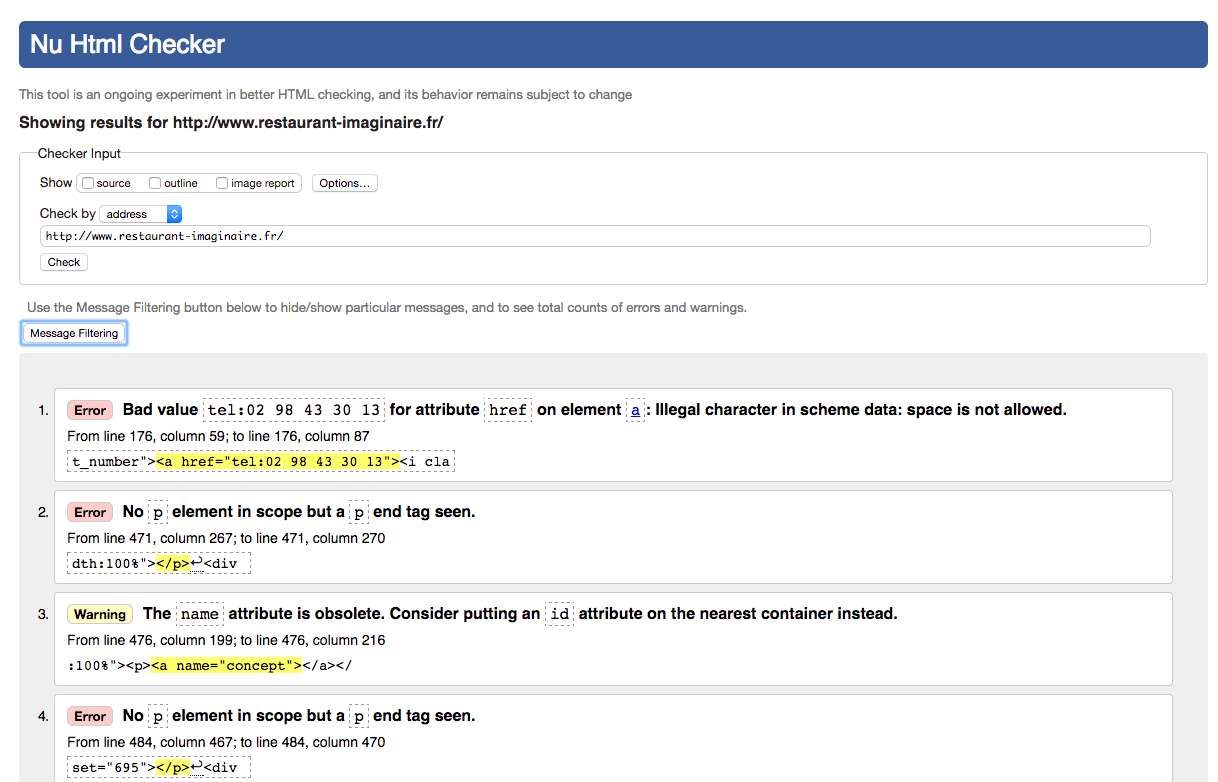 Nu Html Checker
This tool is an ongoing experiment in better HTML checking, and its behavior remains subject to change
Showing results for http://www.restaurant-imaginaire.fr/
Checker Input
Show source outline image report Options...
Check by address
http://www.restaurant-imaginaire.fr/
Check
Use the Message Filtering button below to hide/show particular messages, and to see total counts of errors and warnings.
Message Filtering
1. Error Bad value tel:02 98 43 30 13 for attribute href on element a: Illegal character in scheme data: space is not allowed.
From line 176, column 59; to line 176, column 87
t_number"><a href="tel:02 98 43 30 13"><i cla
2. Error No p element in scope but a p end tag seen.
From line 471, column 267; to line 471, column 270
dth:100%"></p>↩<div
3. Warning The name attribute is obsolete. Consider putting an id attribute on the nearest container instead.
From line 476, column 199; to line 476, column 216
:100%"><p><a name="concept"></a></
4. Error No p element in scope but a p end tag seen.
From line 484, column 467; to line 484, column 470
set="695"></p>↩<div